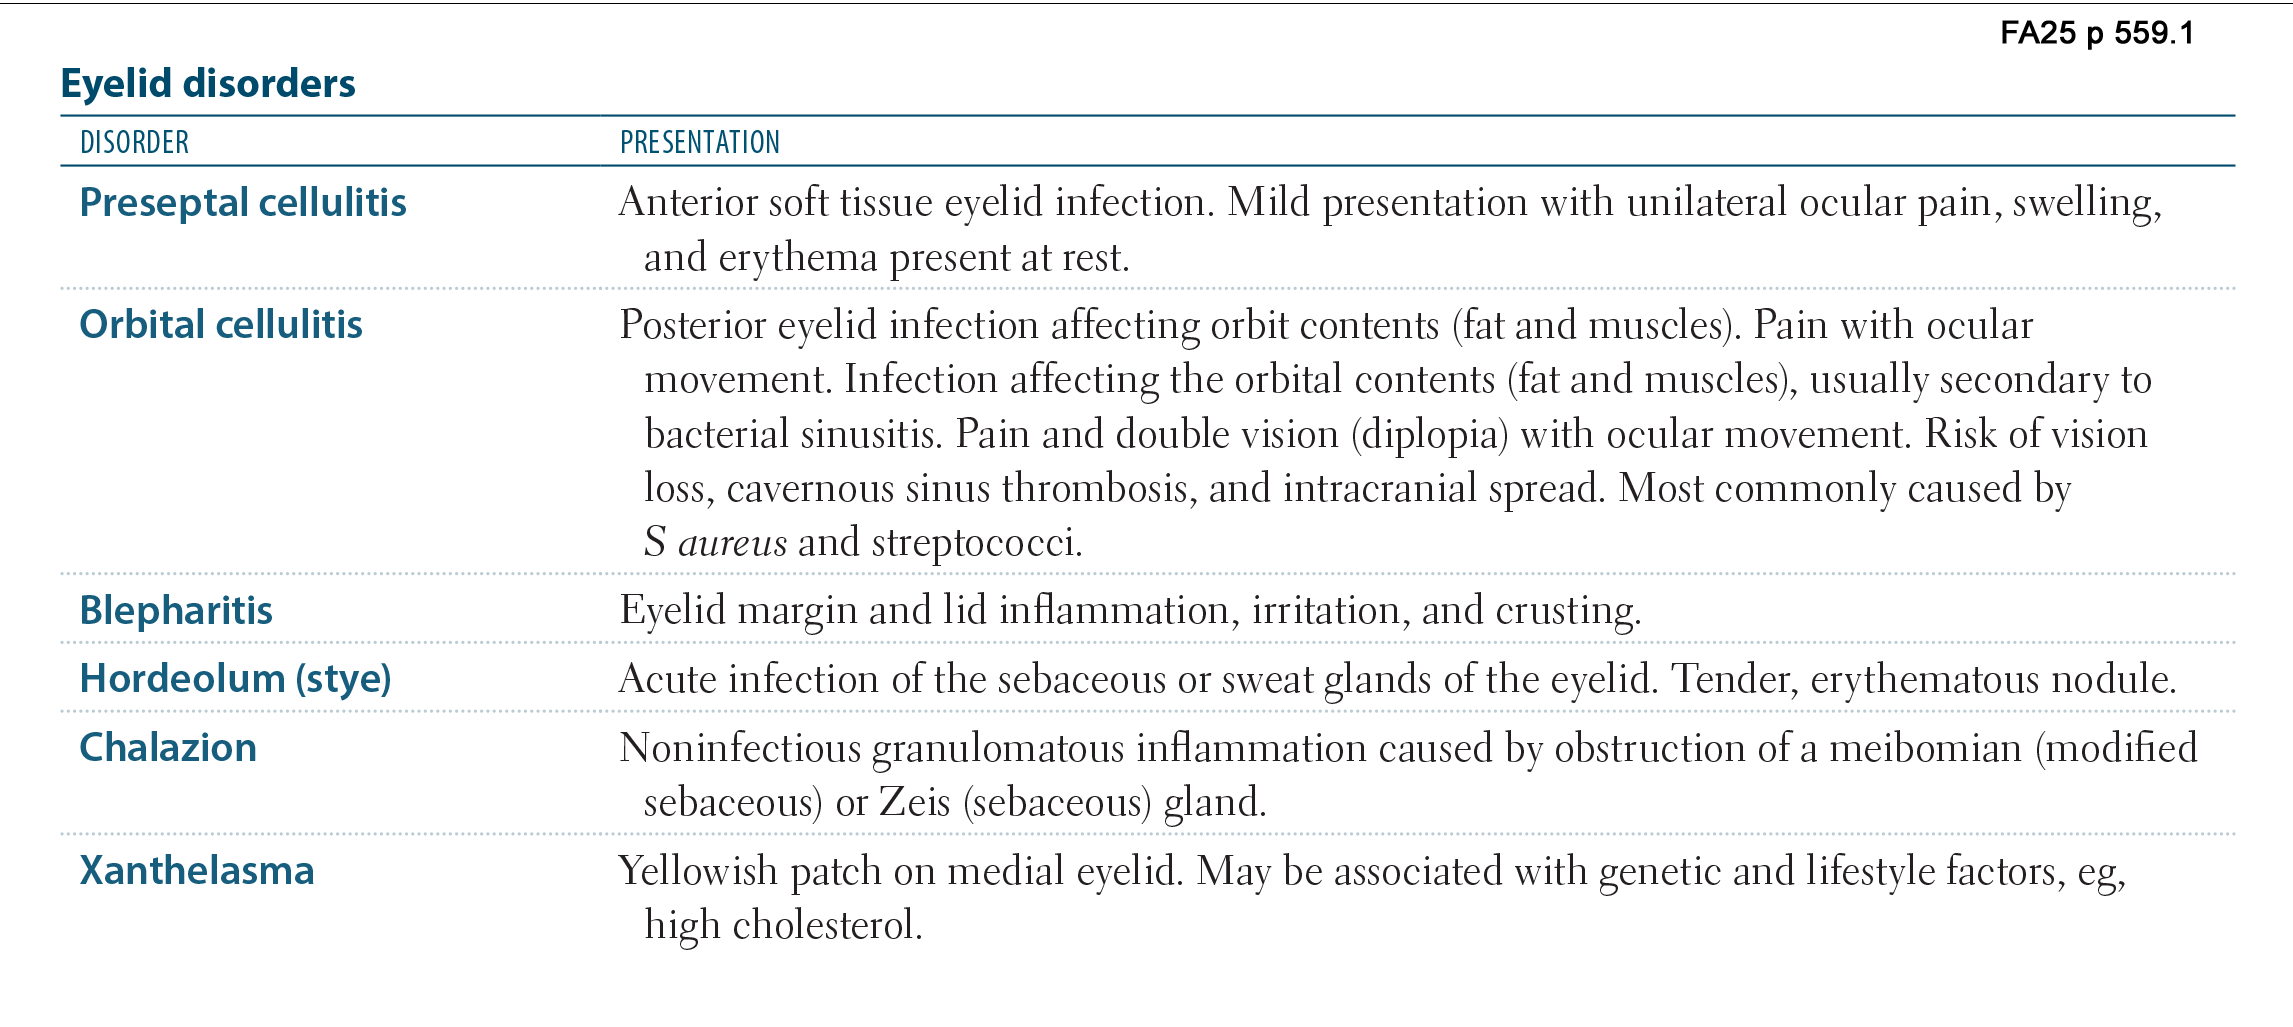 FA25 p 559.1
Eyelid disorders
DISORDER PRESENTATION
Preseptal cellulitis Anterior soft tissue eyelid infection. Mild presentation with unilateral ocular pain, swelling,
and erythema present at rest.
Orbital cellulitis Posterior eyelid infection affecting orbit contents (fat and muscles). Pain with ocular
movement. Infection affecting the orbital contents (fat and muscles), usually secondary to
bacterial sinusitis. Pain and double vision (diplopia) with ocular movement. Risk of vision
loss, cavernous sinus thrombosis, and intracranial spread. Most commonly caused by
S aureus and streptococci.
Blepharitis Eyelid margin and lid inflammation, irritation, and crusting.
Hordeolum (stye) Acute infection of the sebaceous or sweat glands of the eyelid. Tender, erythematous nodule.
Chalazion Noninfectious granulomatous inflammation caused by obstruction of a meibomian (modified
sebaceous) or Zeis (sebaceous) gland.
Xanthelasma Yellowish patch on medial eyelid. May be associated with genetic and lifestyle factors, eg,
high cholesterol.